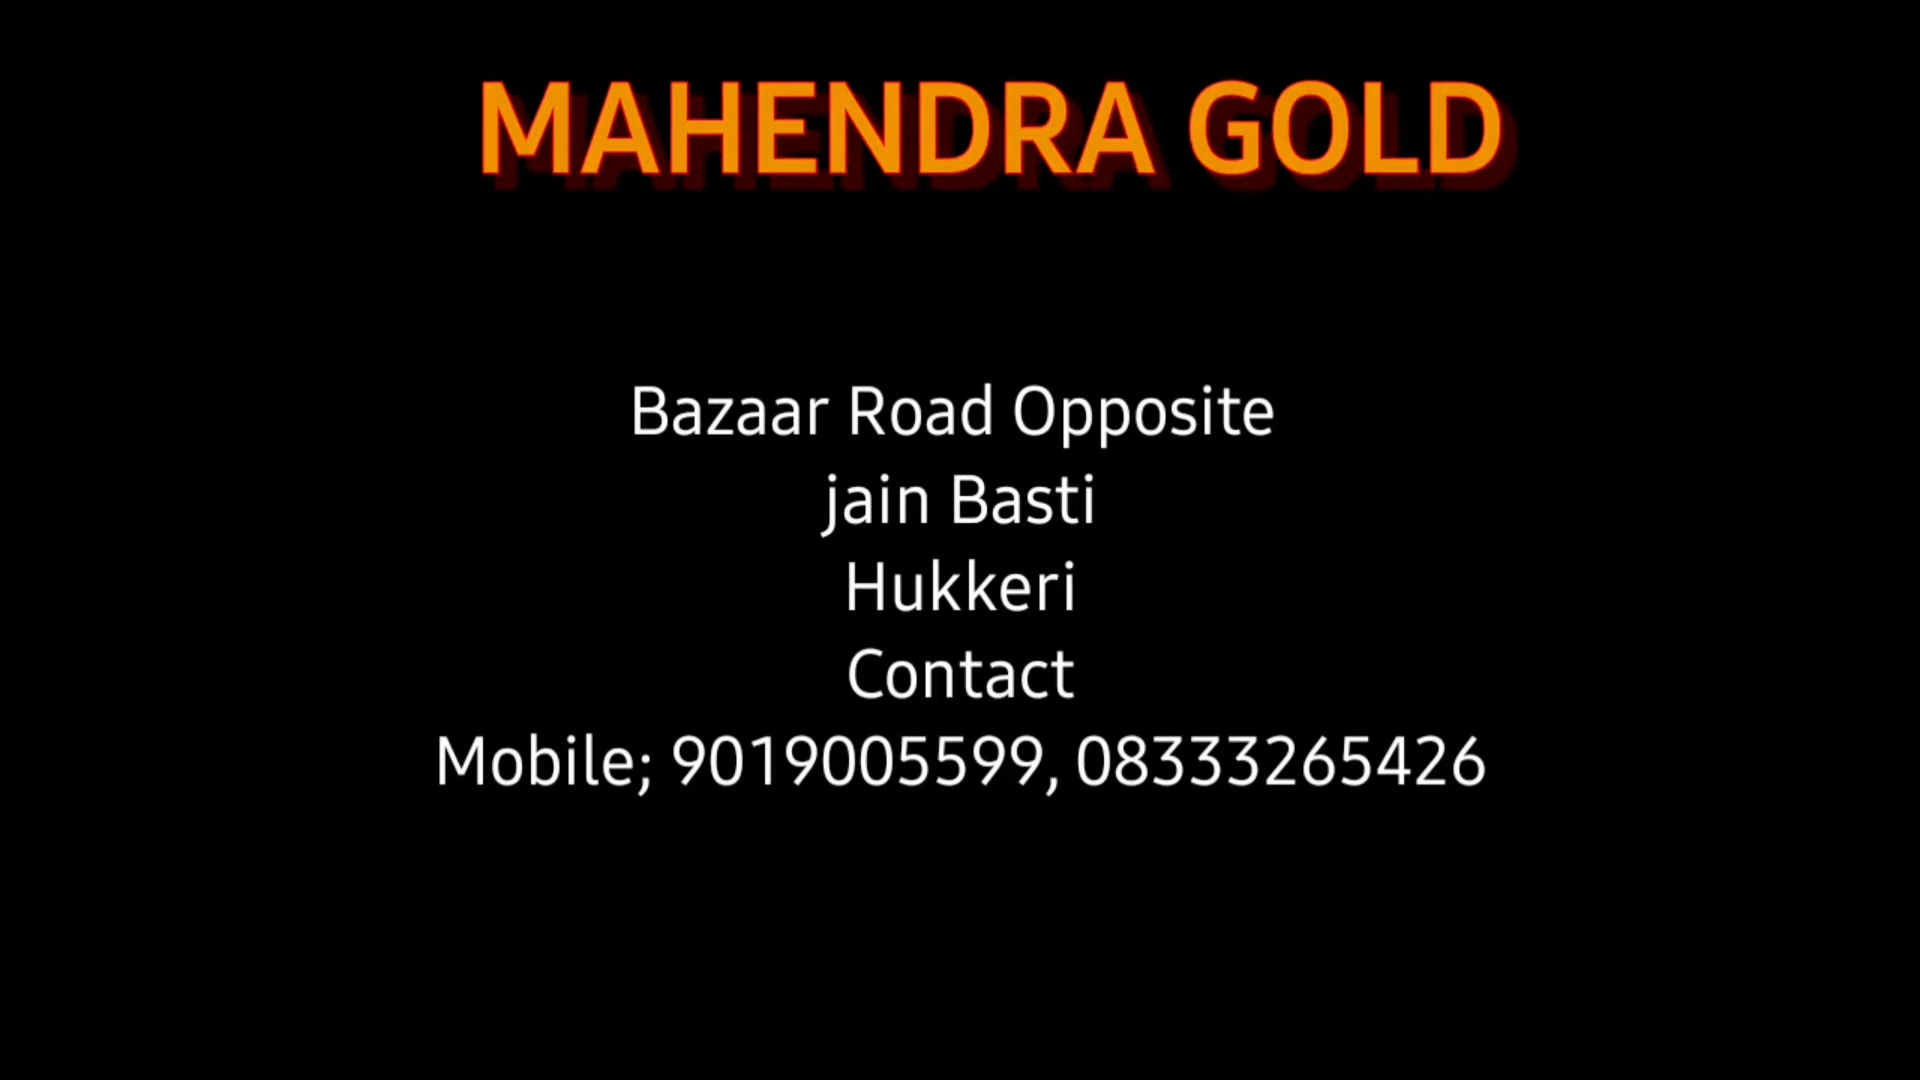 MAHENDRA GOLD
Bazaar Road Opposite
jain Basti
Hukkeri
Contact
Mobile; 9019005599, 08333265426